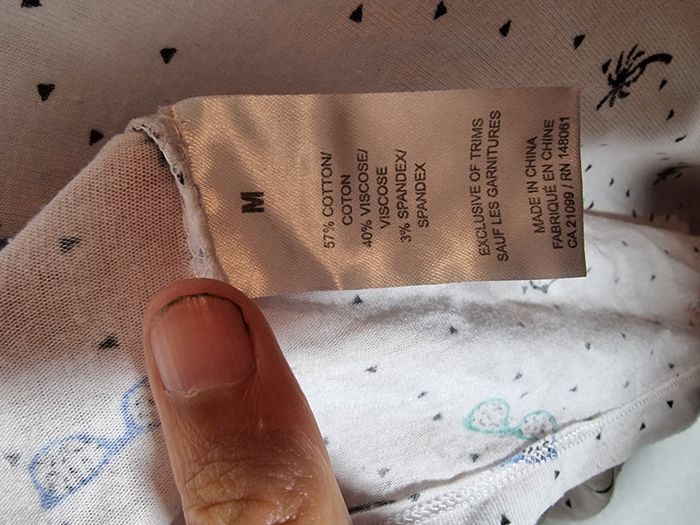 M
57% COTTON/
COTON
40% VISCOSE/
VISCOSE
3% SPANDEX/
SPANDEX
EXCLUSIVE OF TRIMS
SAUF LES GARNITURES
MADE IN CHINA
FABRIQUÉ EN CHINE
CA 21099 / RN 148081